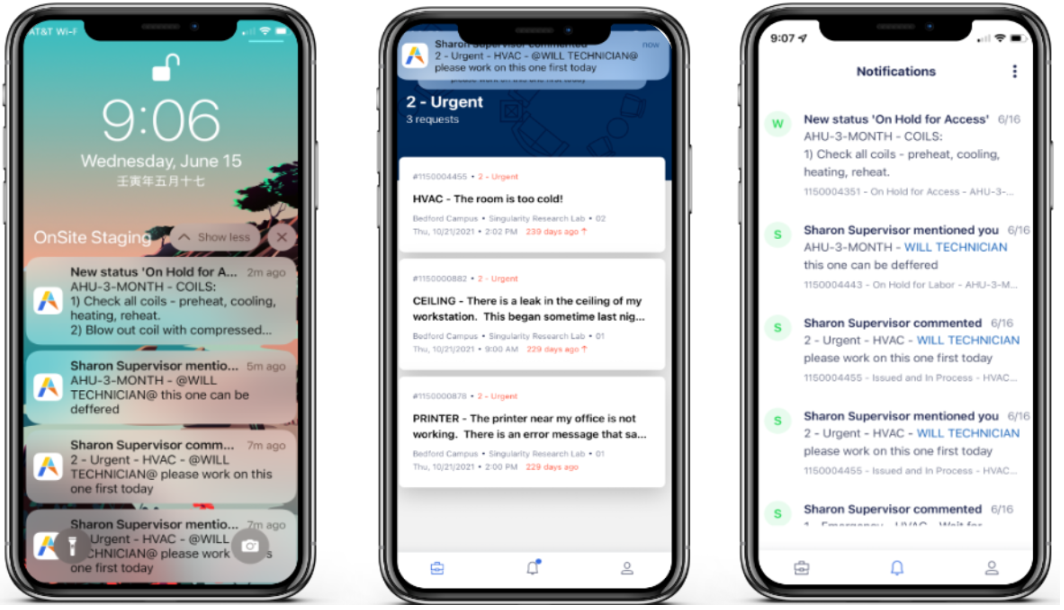 AT&T Wi-F
9:06
Wednesday, June 15
壬寅年五月十七
OnSite Staging
Show less
New status 'On Hold for A... 2m ago
AHU-3-MONTH - COILS:
1) Check all coils - preheat, cooling,
heating, reheat.
2) Blow out coil with compressed...
Sharon Supervisor mentio... 5m ago
AHU-3-MONTH - @WILL
TECHNICIAN@ this one can be
deffered
Sharon Supervisor comm... 7m ago
2 - Urgent - HVAC - @WILL
TECHNICIAN@ please work on this
one first today
Sharon Supervisor mentio... 7m ago
Urgent - HVAC - @WILL
CHNICIAN@ please work s
one first today
Sharon Supervisor commented now
2 - Urgent - HVAC - @WILL TECHNICIAN@
please work on this one first today
please work on this one first today
2 - Urgent
3 requests
#1150004455 • 2 - Urgent
HVAC - The room is too cold!
Bedford Campus • Singularity Research Lab • 02
Thu, 10/21/2021 • 2:02 PM 239 days ago ↑
#1150000882 • 2 - Urgent
CEILING - There is a leak in the ceiling of my
workstation. This began sometime last nig...
Bedford Campus • Singularity Research Lab • 01
Thu, 10/21/2021 • 9:00 AM 229 days ago ↑
#1150000878 • 2 - Urgent
PRINTER - The printer near my office is not
working. There is an error message that sa...
Bedford Campus • Singularity Research Lab • 01
Thu, 10/21/2021 • 2:00 PM 229 days ago
9:07
Notifications
W
New status 'On Hold for Access' 6/16
AHU-3-MONTH - COILS:
1) Check all coils - preheat, cooling,
heating, reheat.
1150004351 - On Hold for Access - AHU-3-...
S
Sharon Supervisor mentioned you 6/16
AHU-3-MONTH - WILL TECHNICIAN
this one can be deffered
1150004443 - On Hold for Labor - AHU-3-M...
S
Sharon Supervisor commented 6/16
2 - Urgent - HVAC - WILL TECHNICIAN
please work on this one first today
1150004455 - Issued and In Process - HVAC...
S
Sharon Supervisor mentioned you 6/16
2 - Urgent - HVAC - WILL TECHNICIAN
please work on this one first today
1150004455 - Issued and In Process - HVAC...
S
Sharon Supervisor commented 6/16
1 - Emergency - HVAC - Wait for